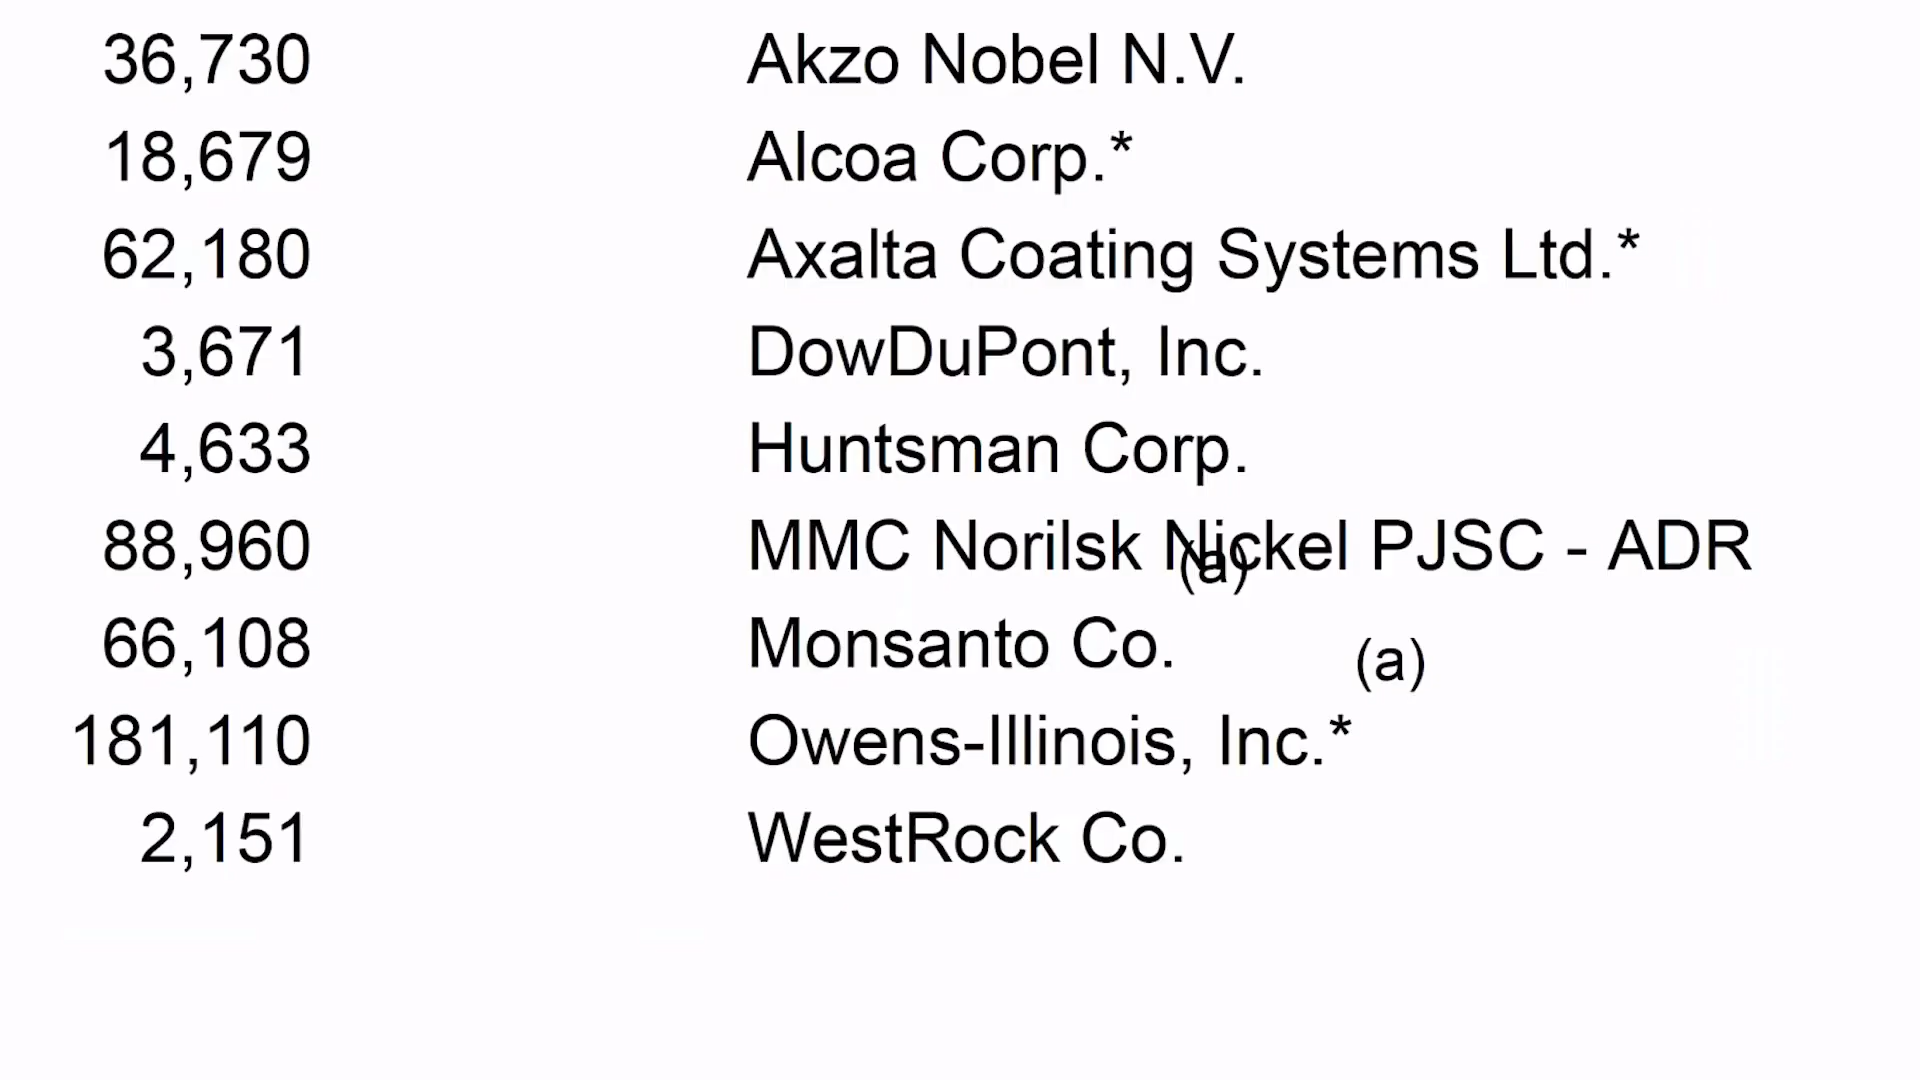 36,730 Akzo Nobel N.V.
18,679 Alcoa Corp.*
62,180 Axalta Coating Systems Ltd.*
3,671 DowDuPont, Inc.
4,633 Huntsman Corp.
88,960 MMC Norilsk Nickel PJSC - ADR
(a)
66,108 Monsanto Co.
(a)
181,110 Owens-Illinois, Inc.*
2,151 WestRock Co.